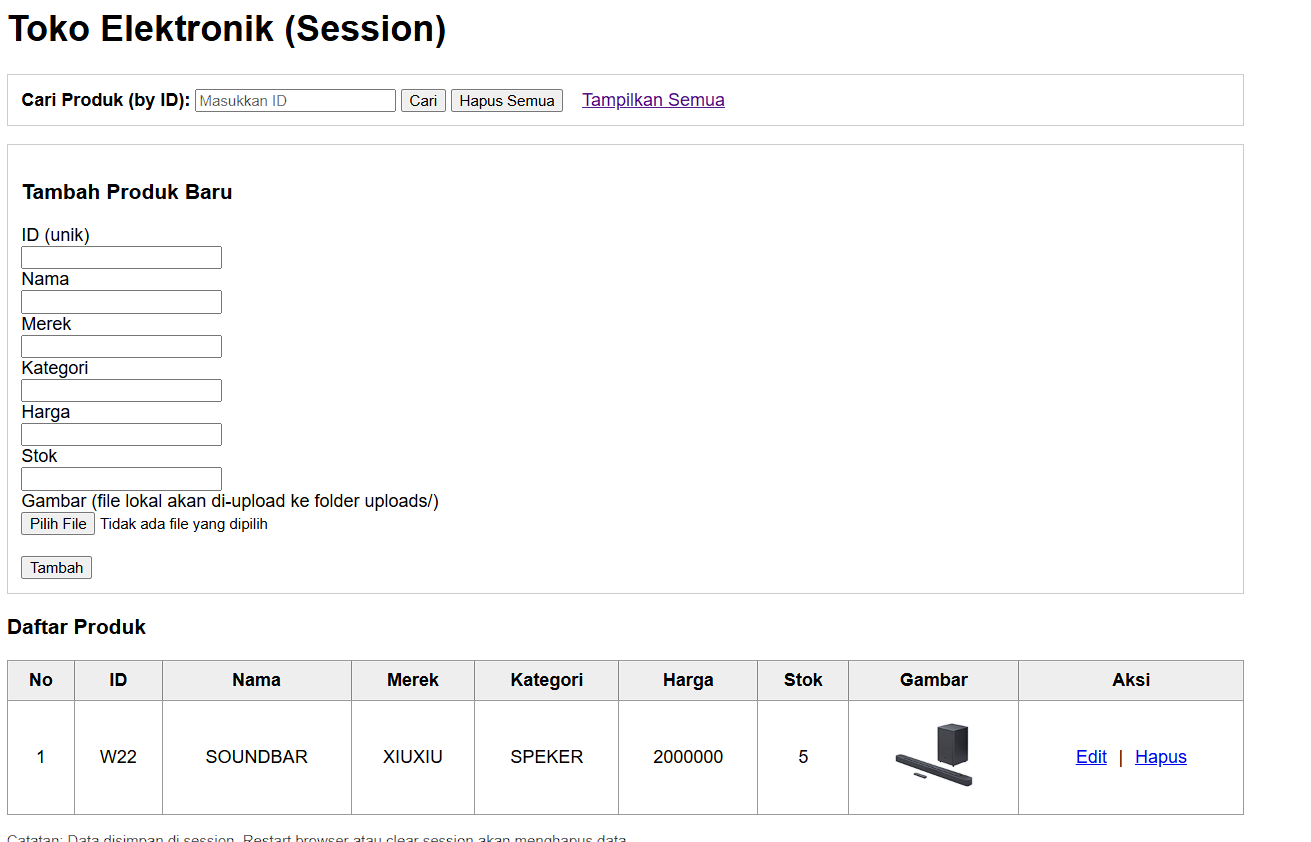 Toko Elektronik (Session)
Cari Produk (by ID): Masukkan ID Cari Hapus Semua Tampilkan Semua
Tambah Produk Baru
ID (unik)
Nama
Merek
Kategori
Harga
Stok
Gambar (file lokal akan di-upload ke folder uploads/)
Pilih File Tidak ada file yang dipilih
Tambah
Daftar Produk
No ID Nama Merek Kategori Harga Stok Gambar Aksi
1 W22 SOUNDBAR XIUXIU SPEKER 2000000 5 Edit | Hapus
Catatan: Data disimpan di session. Restart browser atau clear session akan menghapus data.